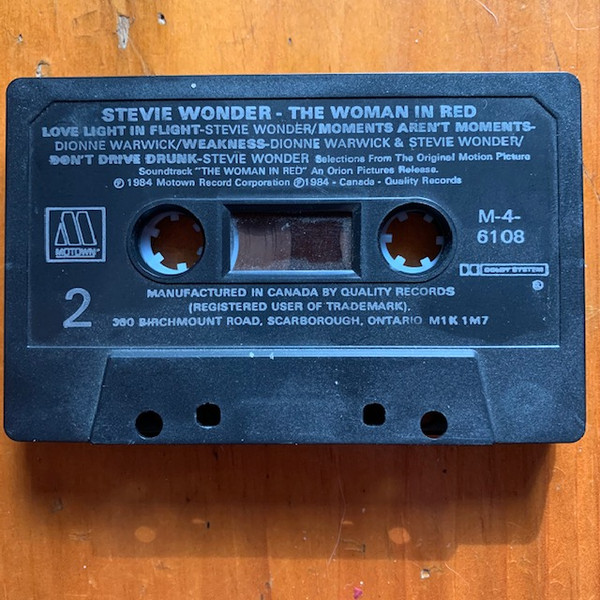 STEVIE WONDER - THE WOMAN IN RED
LOVE LIGHT IN FLIGHT-STEVIE WONDER/MOMENTS AREN'T MOMENTS-
DIONNE WARWICK/WEAKNESS-DIONNE WARWICK & STEVIE WONDER/
DON'T DRIVE DRUNK-STEVIE WONDER Selections From The Original Motion Picture
Soundtrack "THE WOMAN IN RED" An Orion Pictures Release.
℗ 1984 Motown Record Corporation ℗1984 - Canada - Quality Records
M-4-
6108
MOTOWN
DOLBY SYSTEM
2
MANUFACTURED IN CANADA BY QUALITY RECORDS
(REGISTERED USER OF TRADEMARK),
380 BIRCHMOUNT ROAD, SCARBOROUGH, ONTARIO M1K 1M7